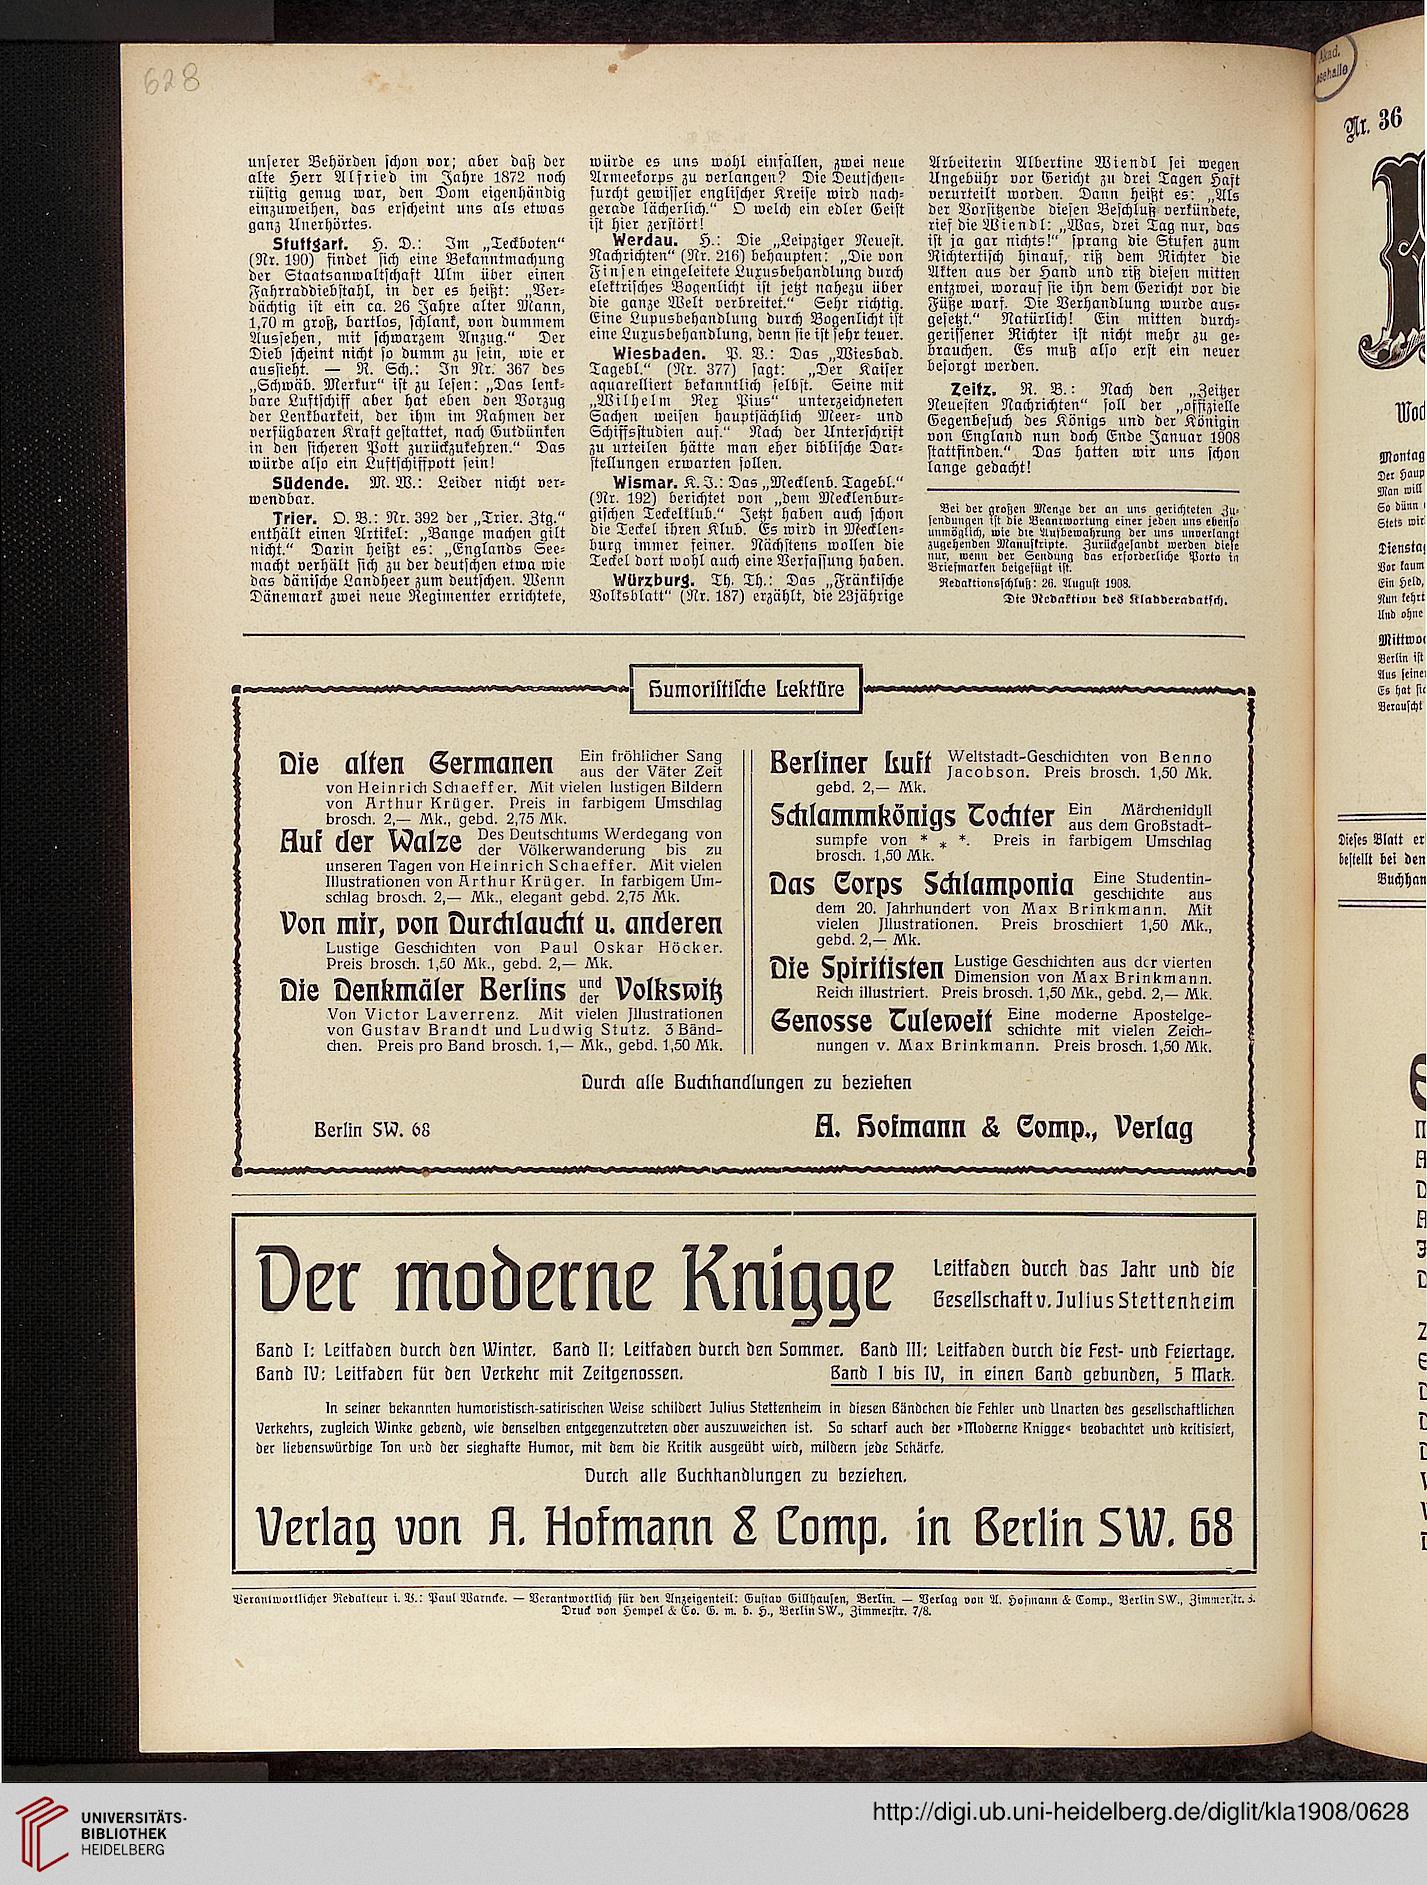 628
unserer Behörden schon vor; aber daß der
alte Herr Alfried im Jahre 1872 noch
rüstig genug war, den Dom eigenhändig
einzuweihen, das erscheint uns als etwas
ganz Unerhörtes.
Stuttgart. H. D.: Im „Teckboten“
(Nr. 190) findet sich eine Bekanntmachung
der Staatsanwaltschaft Ulm über einen
Fahrraddiebstahl, in der es heißt: „Ver-
dächtig ist ein ca. 26 Jahre alter Mann,
1,70 m groß, bartlos, schlank, von dummem
Aussehen, mit schwarzem Anzug.“ Der
Dieb scheint nicht so dumm zu sein, wie er
aussieht. — R. Sch.: In Nr. 367 des
„Schwäb. Merkur“ ist zu lesen: „Das lenk-
bare Luftschiff aber hat eben den Vorzug
der Lenkbarkeit, der ihm im Rahmen der
verfügbaren Kraft gestattet, nach Gutdünken
in den sicheren Pott zurückzukehren.“ Das
würde also ein Luftschiffpott sein!
Südende. M. W.: Leider nicht ver-
wendbar.
Trier. O. B.: Nr. 392 der „Trier. Ztg.“
enthält einen Artikel: „Bange machen gilt
nicht.“ Darin heißt es: „Englands See-
macht verhält sich zu der deutschen etwa wie
das dänische Landheer zum deutschen. Wenn
Dänemark zwei neue Regimenter errichtete,
würde es uns wohl einfallen, zwei neue
Armeekorps zu verlangen? Die Deutschen-
furcht gewisser englischer Kreise wird nach-
gerade lächerlich.“ O welch ein edler Geist
ist hier zerstört!
Werdau. H.: Die „Leipziger Neuest.
Nachrichten“ (Nr. 216) behaupten: „Die von
Finsen eingeleitete Luxusbehandlung durch
elektrisches Bogenlicht ist jetzt nahezu über
die ganze Welt verbreitet.“ Sehr richtig.
Eine Lupusbehandlung durch Bogenlicht ist
eine Luxusbehandlung, denn sie ist sehr teuer.
Wiesbaden. P. V.: Das „Wiesbad.
Tagebl.“ (Nr. 377) sagt: „Der Kaiser
aquarelliert bekanntlich selbst. Seine mit
„Wilhelm Rex Pius“ unterzeichneten
Sachen weisen hauptsächlich Meer- und
Schiffsstudien auf.“ Nach der Unterschrift
zu urteilen hätte man eher biblische Dar-
stellungen erwarten sollen.
Wismar. K. J.: Das „Mecklenb. Tagebl.“
(Nr. 192) berichtet von „dem Mecklenbur-
gischen Teckelklub.“ Jetzt haben auch schon
die Teckel ihren Klub. Es wird in Mecklen-
burg immer feiner. Nächstens wollen die
Teckel dort wohl auch eine Verfassung haben.
Würzburg. Th. Th.: Das „Fränkische
Volksblatt“ (Nr. 187) erzählt, die 23jährige
Arbeiterin Albertine Wiendl sei wegen
Ungebühr vor Gericht zu drei Tagen Haft
verurteilt worden. Dann heißt es: „Als
der Vorsitzende diesen Beschluß verkündete,
rief die Wiendl: „Was, drei Tag nur, das
ist ja gar nichts!“ sprang die Stufen zum
Richtertisch hinauf, riß dem Richter die
Akten aus der Hand und riß diesen mitten
entzwei, worauf sie ihn dem Gericht vor die
Füße warf. Die Verhandlung wurde aus-
gesetzt.“ Natürlich! Ein mitten durch-
gerissener Richter ist nicht mehr zu ge-
brauchen. Es muß also erst ein neuer
besorgt werden.
Zeitz. R. B.: Nach den „Zeitzer
Neuesten Nachrichten“ soll der „offizielle
Gegenbesuch des Königs und der Königin
von England nun doch Ende Januar 1908
stattfinden.“ Das hatten wir uns schon
lange gedacht!
Bei der großen Menge der an uns gerichteten Zu-
sendungen ist die Beantwortung einer jeden uns ebenso
unmöglich, wie die Aufbewahrung der uns unverlangt
zugehenden Manuskripte. Zurückgesandt werden diese
nur, wenn der Sendung das erforderliche Porto in
Briefmarken beigefügt ist.
Redaktionsschluß: 26. August 1908.
Die Redaktion des Kladderadatsch.
Humoristische Lektüre
Die alten Germanen Ein fröhlicher Sang
aus der Väter Zeit
von Heinrich Schaeffer. Mit vielen lustigen Bildern
von Arthur Krüger. Preis in farbigem Umschlag
brosch. 2,— Mk., gebd. 2,75 Mk.
Auf der Walze Des Deutschtums Werdegang von
der Völkerwanderung bis zu
unseren Tagen von Heinrich Schaeffer. Mit vielen
Illustrationen von Arthur Krüger. In farbigem Um-
schlag brosch. 2,— Mk., elegant gebd. 2,75 Mk.
Von mir, von Durchlaucht u. anderen
Lustige Geschichten von Paul Oskar Höcker.
Preis brosch. 1,50 Mk., gebd. 2,— Mk.
Die Denkmäler Berlins und der Volkswitz
Von Victor Laverrenz. Mit vielen Jllustrationen
von Gustav Brandt und Ludwig Stutz. 3 Bänd-
chen. Preis pro Band brosch. 1,— Mk., gebd. 1,50 Mk.
Berliner Luft Weltstadt-Geschichten von Benno
Jacobson. Preis brosch. 1,50 Mk.
gebd. 2,— Mk.
Schlammkönigs Tochter Ein Märchenidyll
aus dem Großstadt-
sumpfe von * * *. Preis in farbigem Umschlag
brosch. 1,50 Mk.
Das Corps Schlamponia Eine Studentin-
geschichte aus
dem 20. Jahrhundert von Max Brinkmann. Mit
vielen Jllustrationen. Preis broschiert 1,50 Mk.,
gebd. 2,— Mk.
Die Spiritisten Lustige Geschichten aus der vierten
Dimension von Max Brinkmann.
Reich illustriert. Preis brosch. 1,50 Mk., gebd. 2,— Mk.
Genosse Tuleweit Eine moderne Apostelge-
schichte mit vielen Zeich-
nungen v. Max Brinkmann. Preis brosch. 1,50 Mk.
Durch alle Buchhandlungen zu beziehen
Berlin SW. 68
A. Hofmann & Comp., Verlag
Der moderne Knigge
Leitfaden durch das Jahr und die
Gesellschaft v. Julius Stettenheim
Band I: Leitfaden durch den Winter. Band II: Leitfaden durch den Sommer. Band III: Leitfaden durch die Fest- und Feiertage.
Band IV: Leitfaden für den Verkehr mit Zeitgenossen. Band I bis IV, in einen Band gebunden, 5 Mark.
In seiner bekannten humoristisch-satirischen Weise schildert Julius Stettenheim in diesen Bändchen die Fehler und Unarten des gesellschaftlichen
Verkehrs, zugleich Winke gebend, wie denselben entgegenzutreten oder auszuweichen ist. So scharf auch der »Moderne Knigge« beobachtet und kritisiert,
der liebenswürdige Ton und der sieghafte Humor, mit dem die Kritik ausgeübt wird, mildern jede Schärfe.
Durch alle Buchhandlungen zu beziehen.
Verlag von A. Hofmann & Comp. in Berlin SW. 68
Verantwortlicher Redakteur i. V.: Paul Warncke. — Verantwortlich für den Anzeigenteil: Gustav Gillhausen, Berlin. — Verlag von A. Hofmann & Comp., Berlin SW., Zimmerstr.
Druck von Hempel & Co. G. m. b. H., Berlin SW., Zimmerstr. 7/8.
Akad.
Nr. 36
Montag
Der Haup
Man will
So dünn
Stets wir
Dienstag
Vor kaum
Ein Held,
Nun kehrt
Und ohne
Mittwoc
Berlin ist
Aus seine
Es hat si
Berauscht
Dieses Blatt er
bestellt bei den
Buchhan
UNIVERSITÄTS-
BIBLIOTHEK
HEIDELBERG
http://digi.ub.uni-heidelberg.de/diglit/kla1908/0628